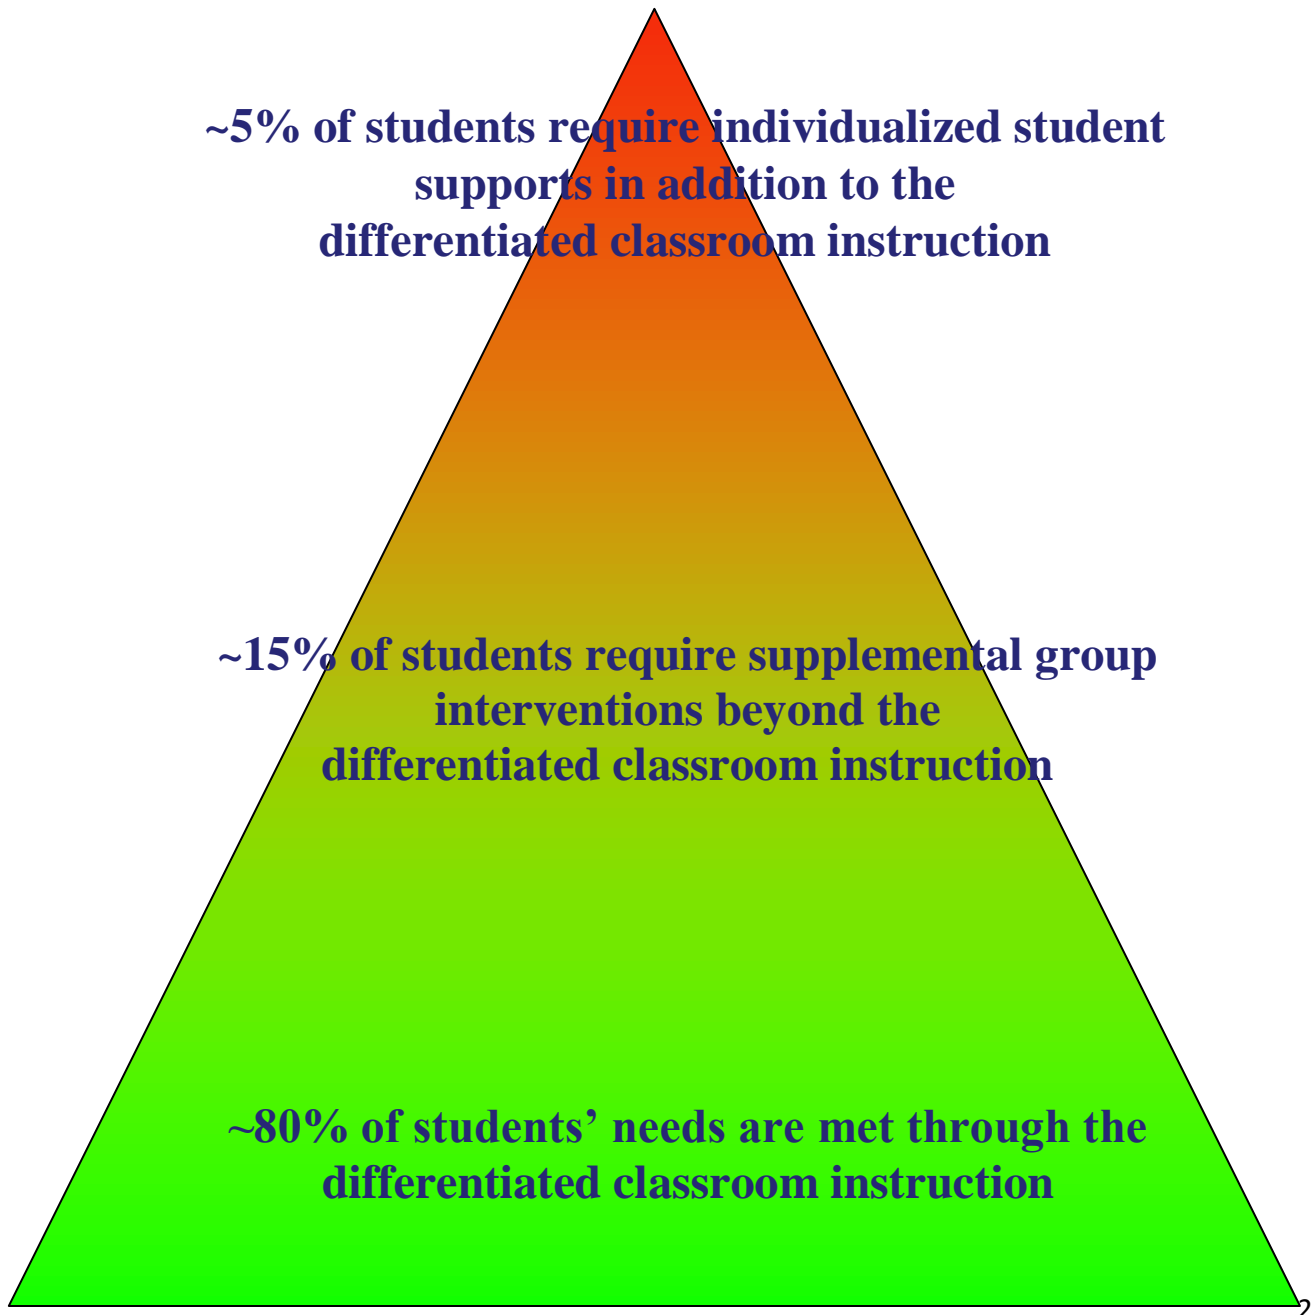 ~5% of students require individualized student
supports in addition to the
differentiated classroom instruction
~15% of students require supplemental group
interventions beyond the
differentiated classroom instruction
~80% of students’ needs are met through the
differentiated classroom instruction
2